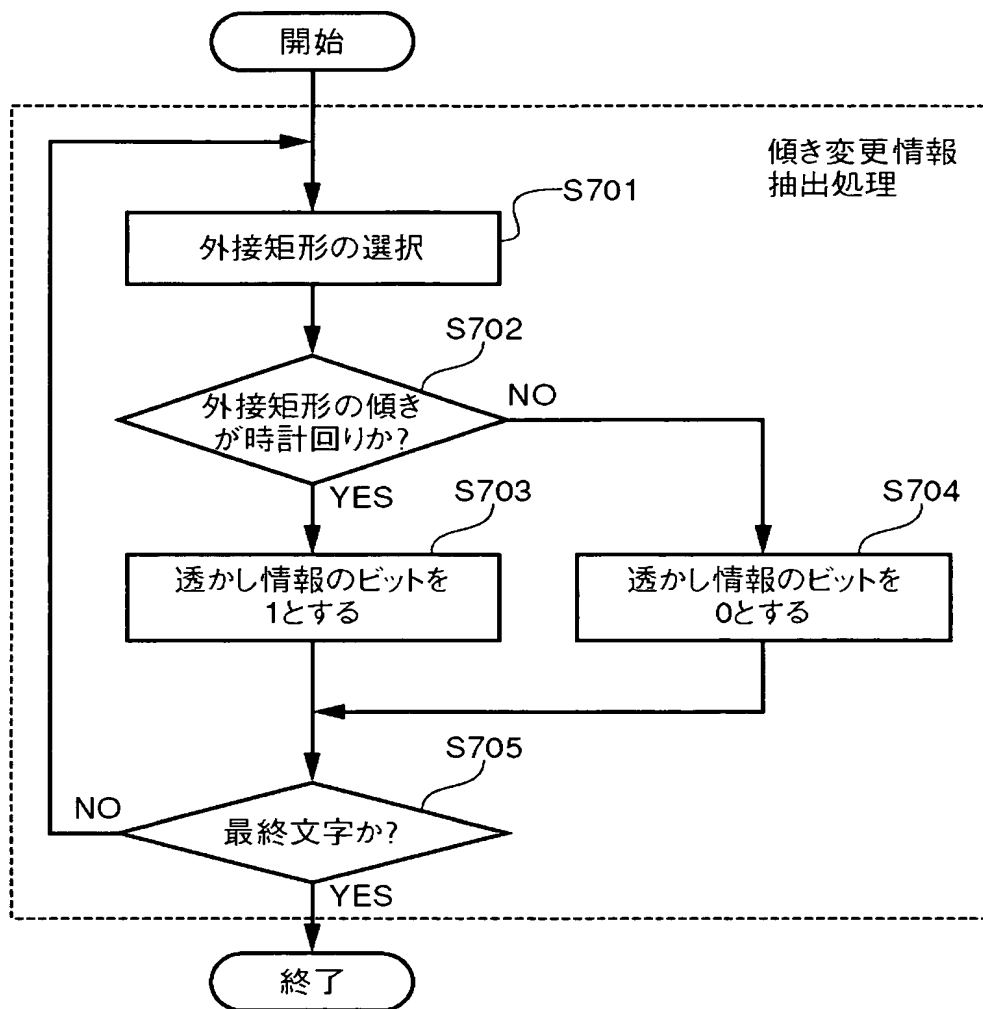 開始
傾き変更情報
抽出処理
S701
外接矩形の選択
S702
外接矩形の傾き
が時計回りか?
NO
YES
S703
透かし情報のビットを
1とする
S704
透かし情報のビットを
0とする
S705
最終文字か?
NO
YES
終了